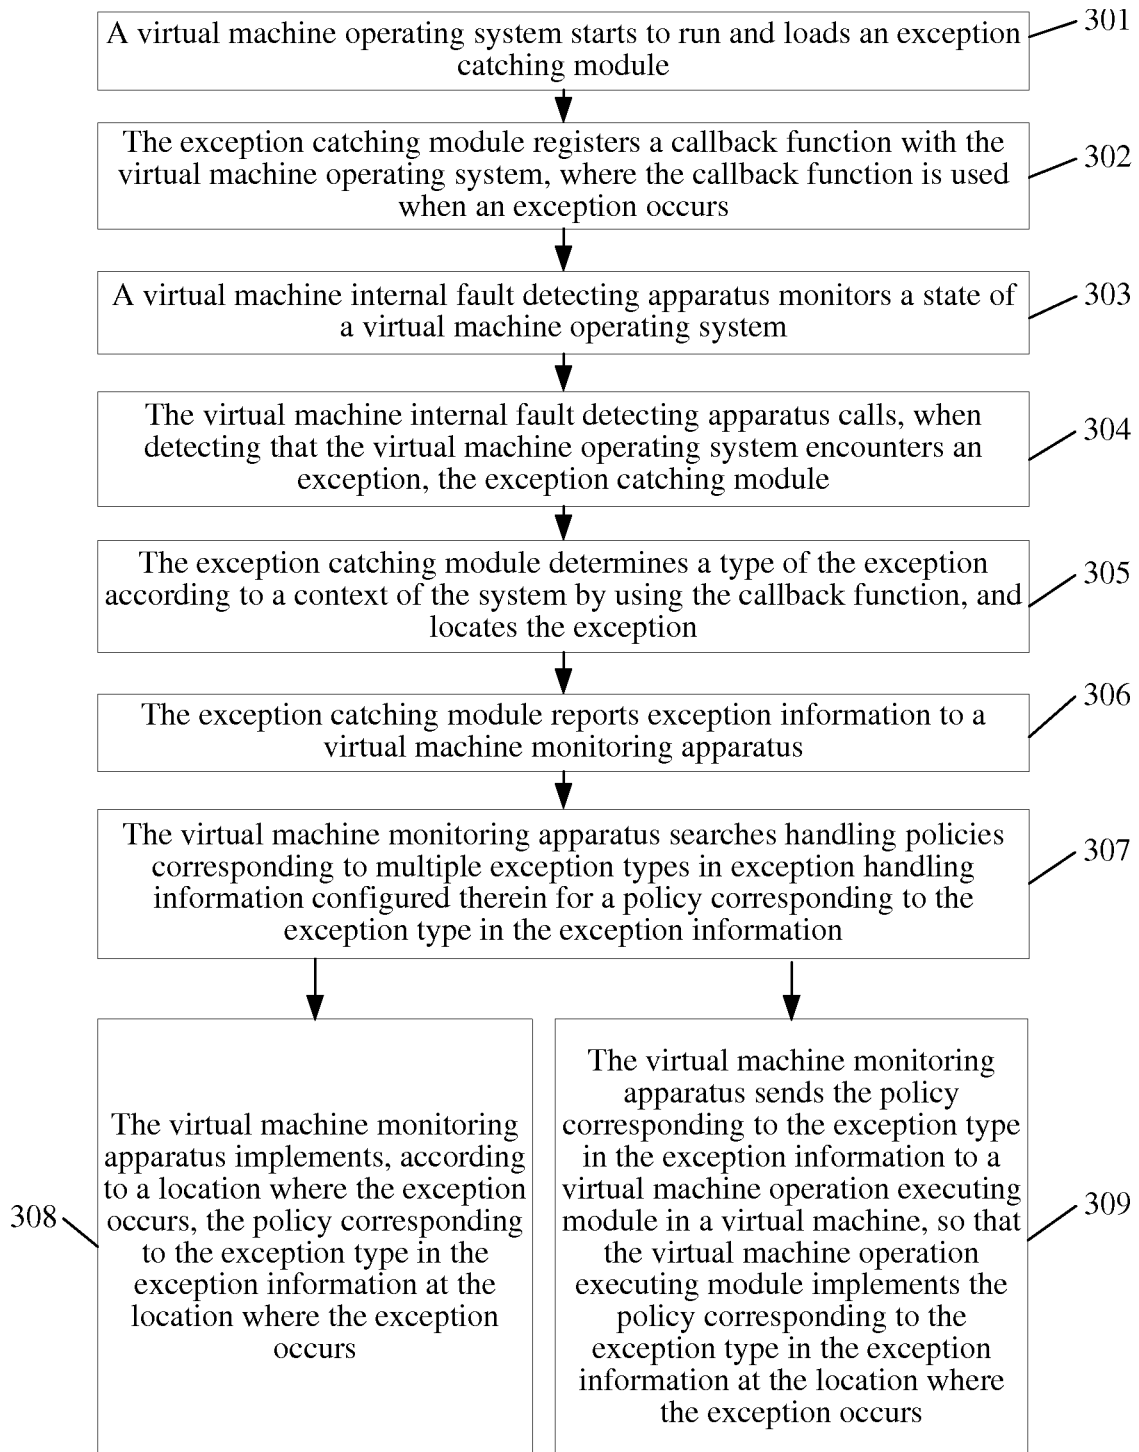 A virtual machine operating system starts to run and loads an exception
catching module
301
The exception catching module registers a callback function with the
virtual machine operating system, where the callback function is used
when an exception occurs
302
A virtual machine internal fault detecting apparatus monitors a state of
a virtual machine operating system
303
The virtual machine internal fault detecting apparatus calls, when
detecting that the virtual machine operating system encounters an
exception, the exception catching module
304
The exception catching module determines a type of the exception
according to a context of the system by using the callback function, and
locates the exception
305
The exception catching module reports exception information to a
virtual machine monitoring apparatus
306
The virtual machine monitoring apparatus searches handling policies
corresponding to multiple exception types in exception handling
information configured therein for a policy corresponding to the
exception type in the exception information
307
308
The virtual machine monitoring
apparatus implements, according
to a location where the exception
occurs, the policy corresponding
to the exception type in the
exception information at the
location where the exception
occurs
The virtual machine monitoring
apparatus sends the policy
corresponding to the exception type
in the exception information to a
virtual machine operation executing
module in a virtual machine, so that
the virtual machine operation
executing module implements the
policy corresponding to the
exception type in the exception
information at the location where
the exception occurs
309